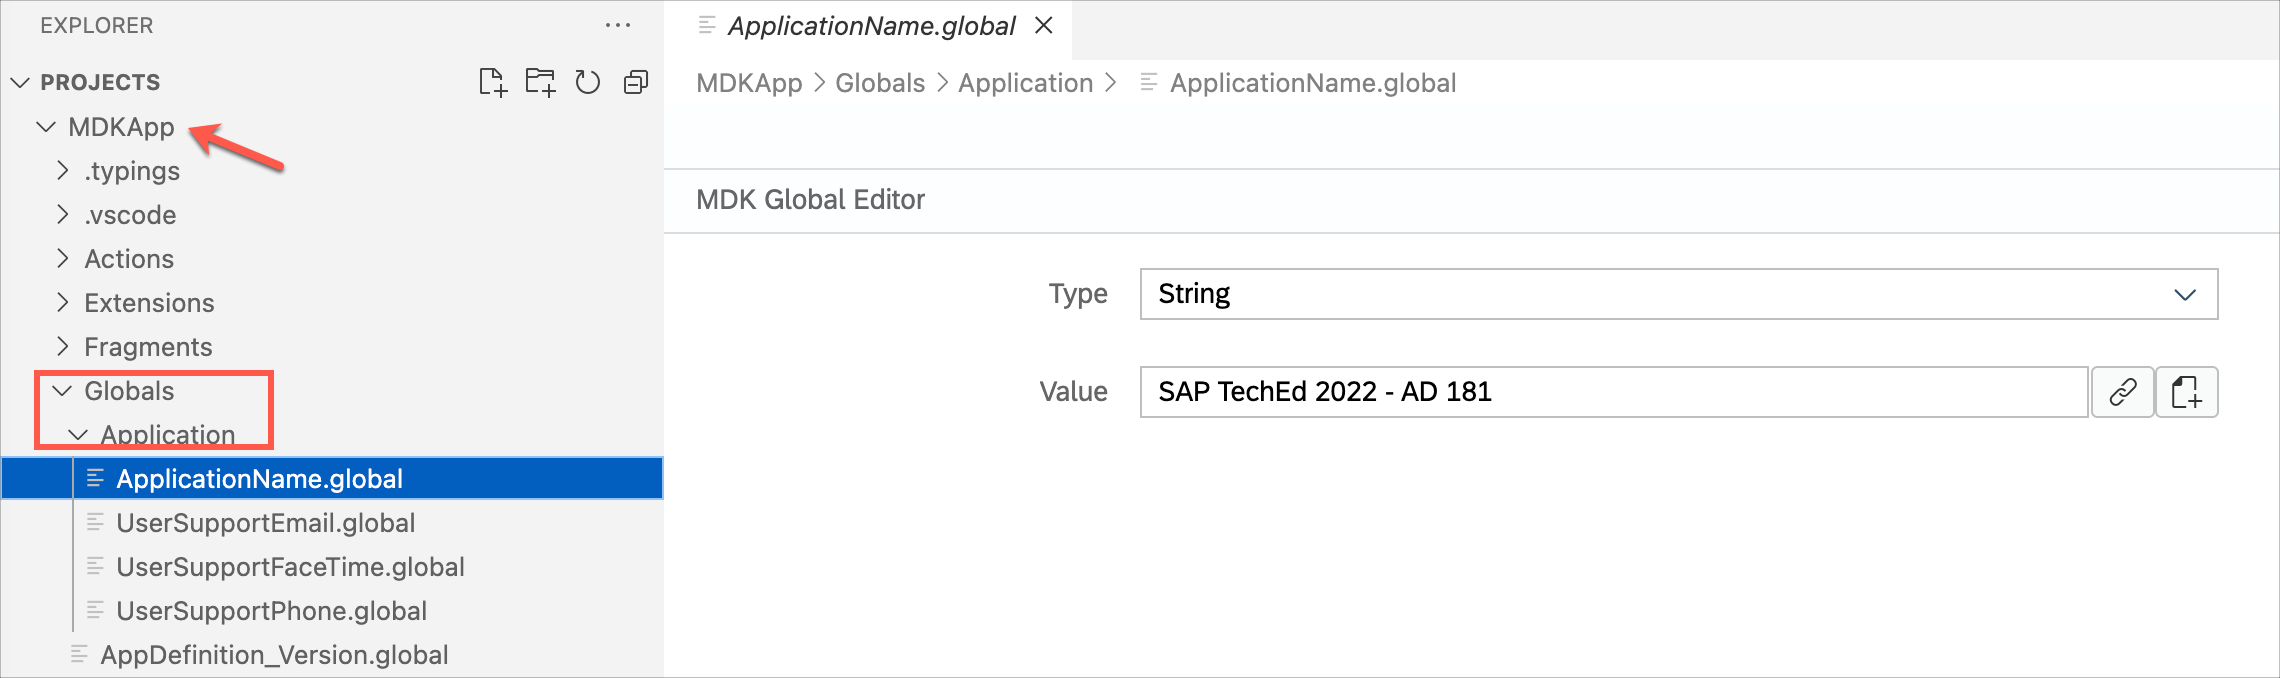 EXPLORER
PROJECTS
MDKApp
.typings
.vscode
Actions
Extensions
Fragments
Globals
Application
ApplicationName.global
UserSupportEmail.global
UserSupportFaceTime.global
UserSupportPhone.global
AppDefinition_Version.global
ApplicationName.global
MDKApp > Globals > Application > ApplicationName.global
MDK Global Editor
Type String
Value SAP TechEd 2022 - AD 181